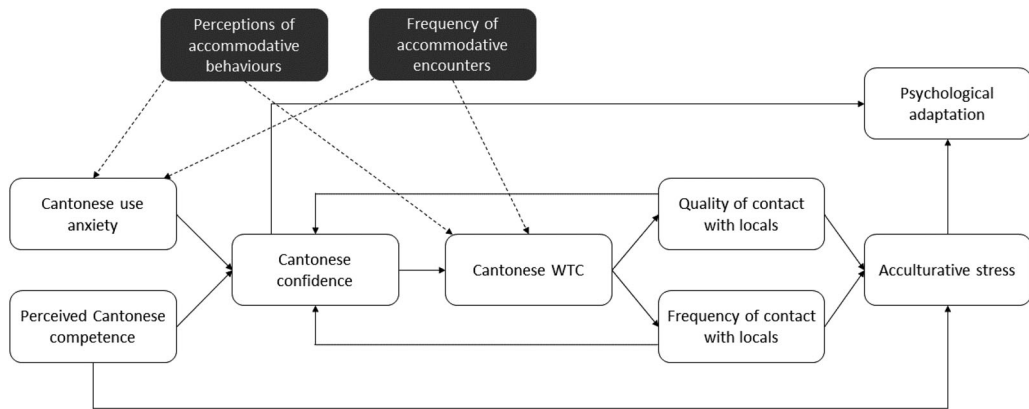 Perceptions of
accommodative
behaviours
Frequency of
accommodative
encounters
Psychological
adaptation
Cantonese use
anxiety
Quality of contact
with locals
Cantonese
confidence
Cantonese WTC
Acculturative stress
Perceived Cantonese
competence
Frequency of contact
with locals